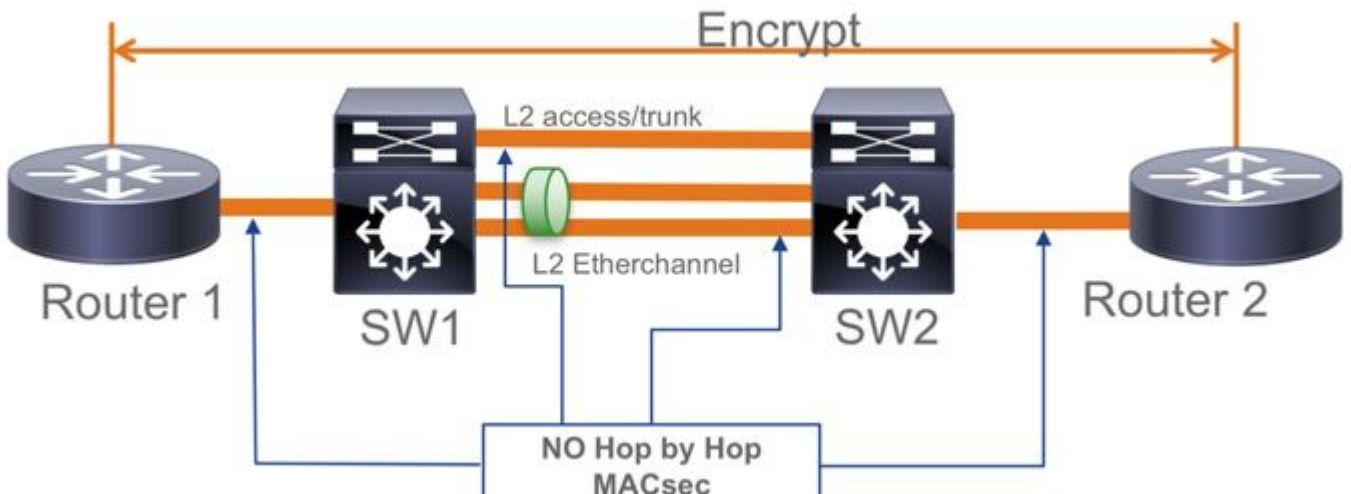 Encrypt
L2 access/trunk
L2 Etherchannel
Router 1
SW1
SW2
Router 2
NO Hop by Hop
MACsec